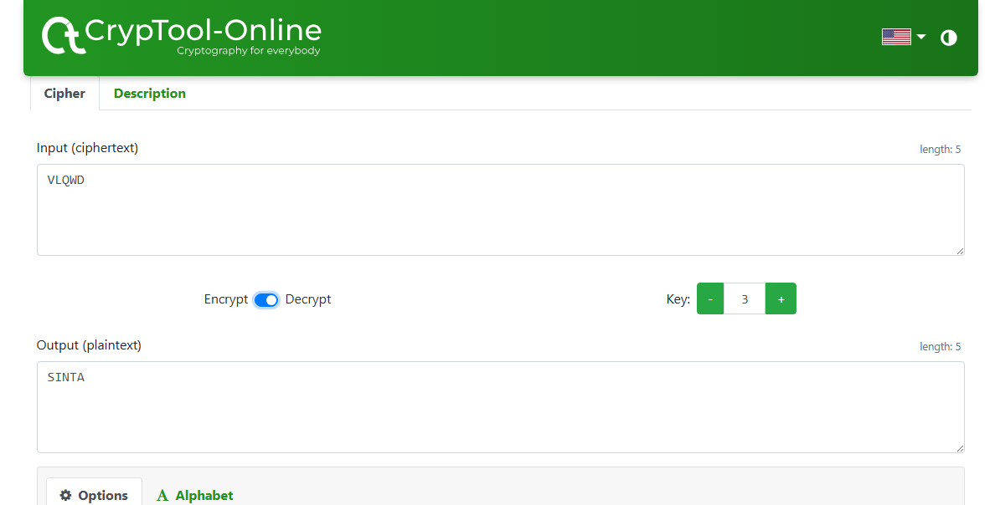 CrypTool-Online
Cryptography for everybody
Cipher Description
Input (ciphertext) length: 5
VLQWD
Encrypt Decrypt Key: - 3 +
Output (plaintext) length: 5
SINTA
Options A Alphabet